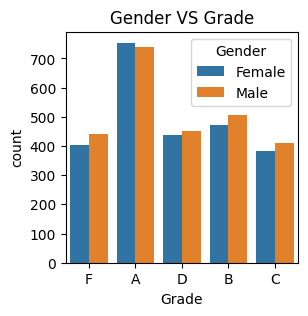 Gender VS Grade
Gender
Female
Male
700
600
500
400
300
200
100
0
count
F A D B C
Grade